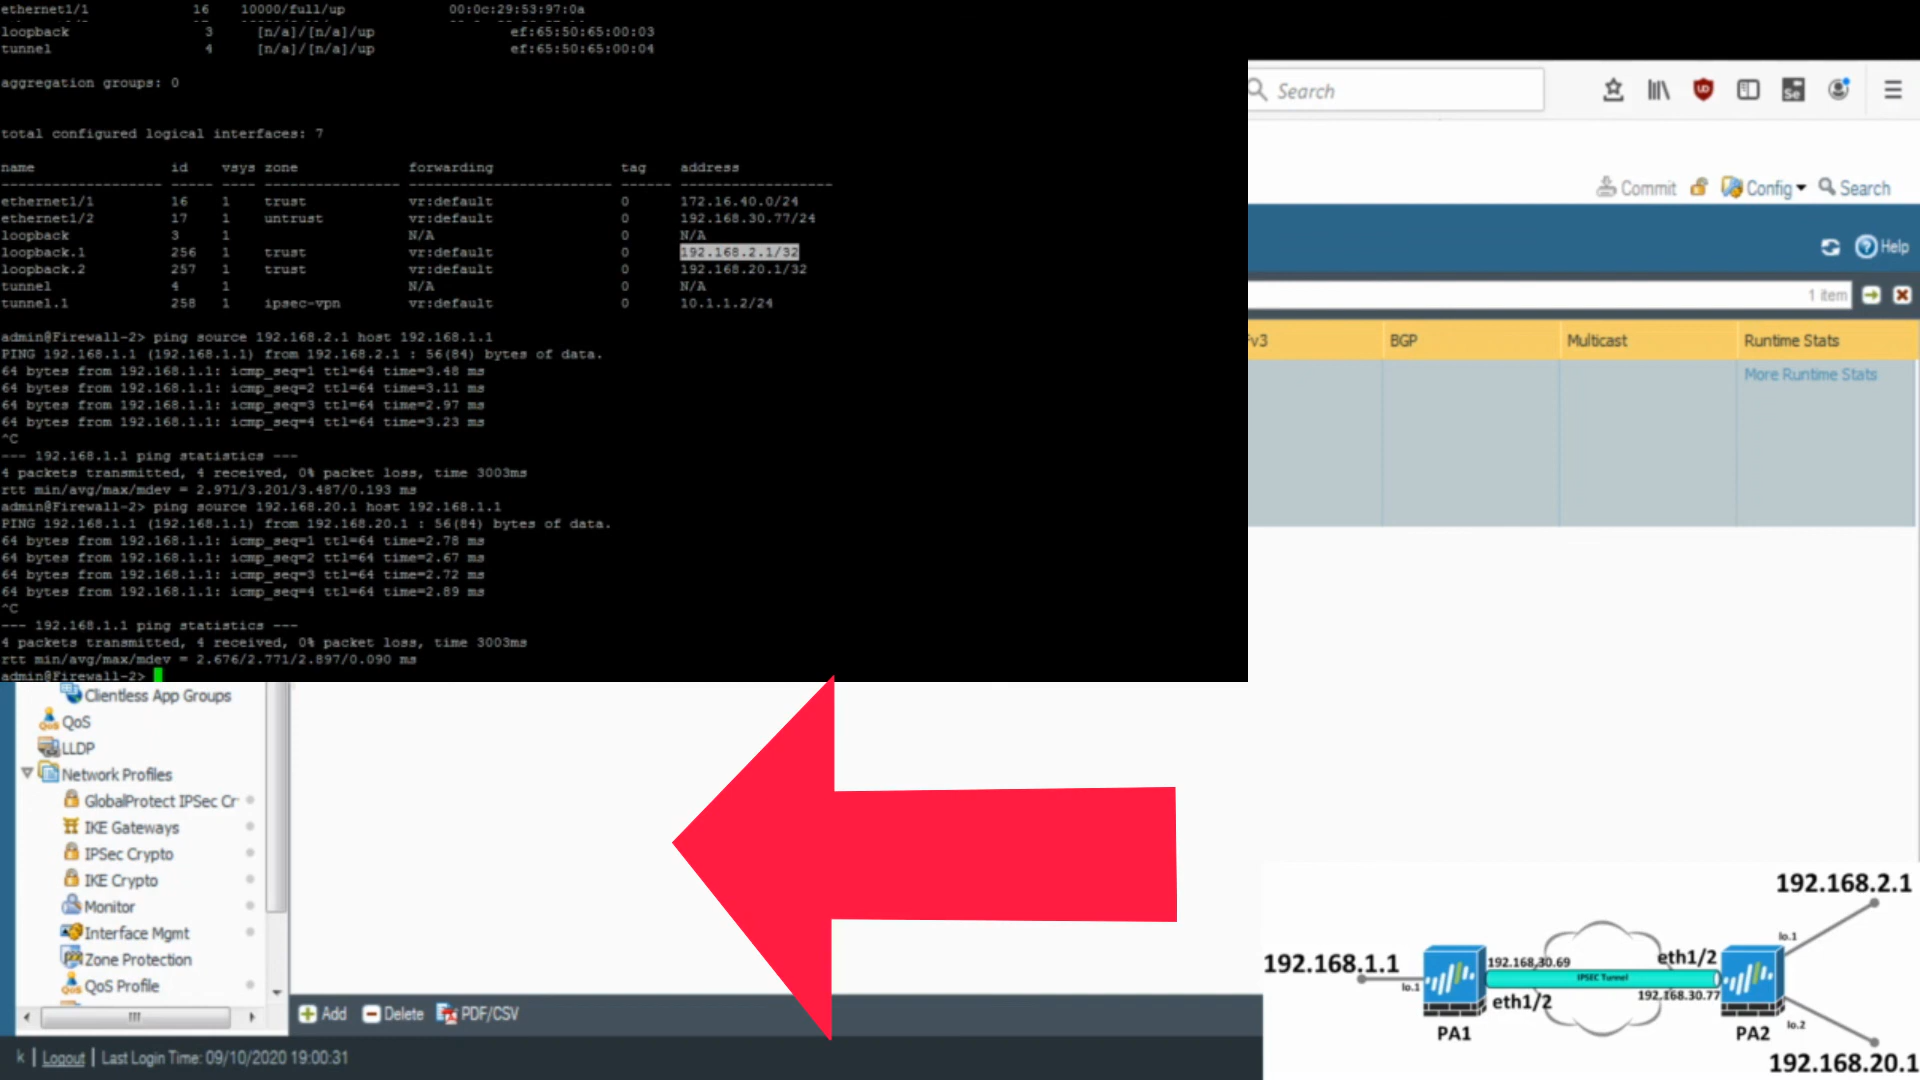 ethernet1/1 16 10000/full/up 00:0c:29:53:97:0a
loopback 3 [n/a]/[n/a]/up ef:65:50:65:00:03
tunnel 4 [n/a]/[n/a]/up ef:65:50:65:00:04
aggregation groups: 0
total configured logical interfaces: 7
name id vsys zone forwarding tag address
------------------- ----- ---- ---------------- ------------------------ ------ ------------------
ethernet1/1 16 1 trust vr:default 0 172.16.40.0/24
ethernet1/2 17 1 untrust vr:default 0 192.168.30.77/24
loopback 3 1 N/A 0 N/A
loopback.1 256 1 trust vr:default 0 192.168.2.1/32
loopback.2 257 1 trust vr:default 0 192.168.20.1/32
tunnel 4 1 N/A 0 N/A
tunnel.1 258 1 ipsec-vpn vr:default 0 10.1.1.2/24
admin@Firewall-2> ping source 192.168.2.1 host 192.168.1.1
PING 192.168.1.1 (192.168.1.1) from 192.168.2.1 : 56(84) bytes of data.
64 bytes from 192.168.1.1: icmp_seq=1 ttl=64 time=3.48 ms
64 bytes from 192.168.1.1: icmp_seq=2 ttl=64 time=3.11 ms
64 bytes from 192.168.1.1: icmp_seq=3 ttl=64 time=2.97 ms
64 bytes from 192.168.1.1: icmp_seq=4 ttl=64 time=3.23 ms
^C
--- 192.168.1.1 ping statistics ---
4 packets transmitted, 4 received, 0% packet loss, time 3003ms
rtt min/avg/max/mdev = 2.971/3.201/3.487/0.193 ms
admin@Firewall-2> ping source 192.168.20.1 host 192.168.1.1
PING 192.168.1.1 (192.168.1.1) from 192.168.20.1 : 56(84) bytes of data.
64 bytes from 192.168.1.1: icmp_seq=1 ttl=64 time=2.78 ms
64 bytes from 192.168.1.1: icmp_seq=2 ttl=64 time=2.67 ms
64 bytes from 192.168.1.1: icmp_seq=3 ttl=64 time=2.72 ms
64 bytes from 192.168.1.1: icmp_seq=4 ttl=64 time=2.89 ms
^C
--- 192.168.1.1 ping statistics ---
4 packets transmitted, 4 received, 0% packet loss, time 3003ms
rtt min/avg/max/mdev = 2.676/2.771/2.897/0.090 ms
admin@Firewall-2>
Search
Se
Commit Config Search
Help
1 item
v3 BGP Multicast Runtime Stats
More Runtime Stats
Clientless App Groups
QoS
LLDP
Network Profiles
GlobalProtect IPSec Cr
IKE Gateways
IPSec Crypto
IKE Crypto
Monitor
Interface Mgmt
Zone Protection
QoS Profile
Add Delete PDF/CSV
k | Logout | Last Login Time: 09/10/2020 19:00:31
192.168.2.1
lo.1
192.168.1.1
lo.1
192.168.30.69
eth1/2
IPSEC Tunnel
eth1/2
192.168.30.77
PA1
PA2
lo.2
192.168.20.1